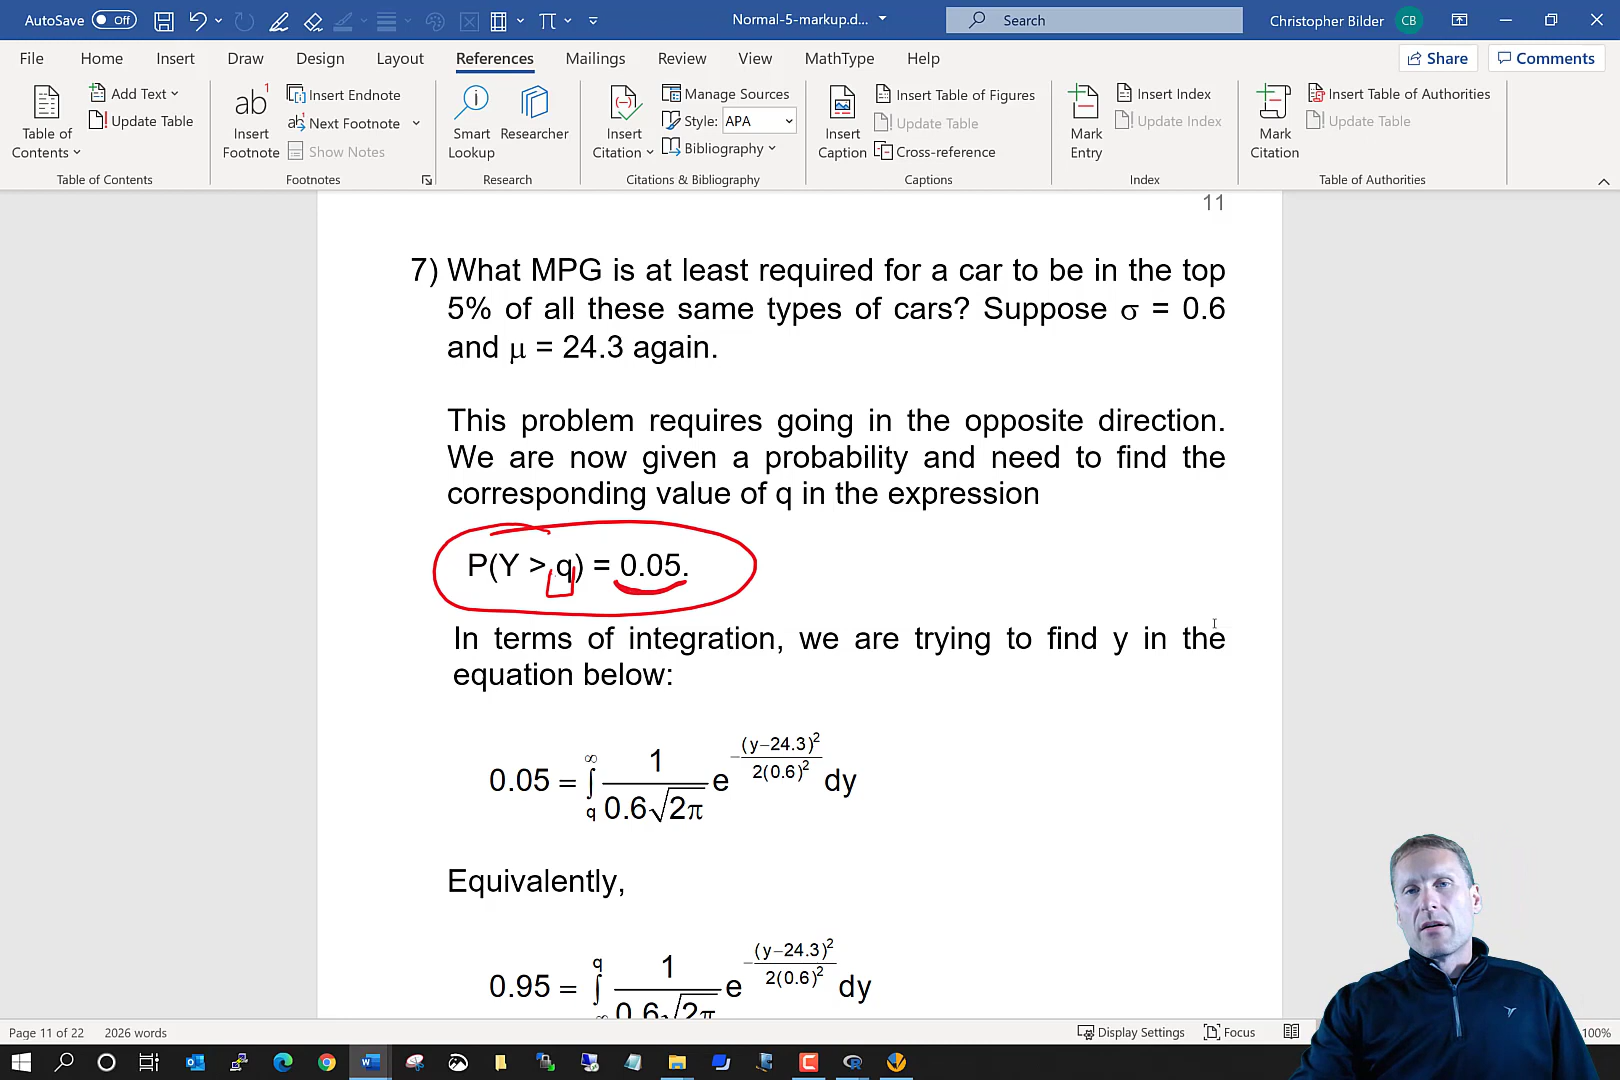 AutoSave Off Normal-5-markup.d... Search Christopher Bilder CB
File Home Insert Draw Design Layout References Mailings Review View MathType Help Share Comments
Table of Contents
Add Text
Update Table
Table of Contents
ab 1
Insert Footnote
Insert Endnote
ab Next Footnote
Show Notes
Footnotes
Smart Lookup
Researcher
Research
Insert Citation
Manage Sources
Style: APA
Bibliography
Citations & Bibliography
Insert Caption
Insert Table of Figures
Update Table
Cross-reference
Captions
Mark Entry
Insert Index
Update Index
Index
Mark Citation
Insert Table of Authorities
Update Table
Table of Authorities
11
7) What MPG is at least required for a car to be in the top
5% of all these same types of cars? Suppose σ = 0.6
and μ = 24.3 again.
This problem requires going in the opposite direction.
We are now given a probability and need to find the
corresponding value of q in the expression
P(Y > q) = 0.05.
In terms of integration, we are trying to find y in the
equation below:
0.05 = ∫_q^∞ 1/(0.6√(2π)) e^(−(y−24.3)²/(2(0.6)²)) dy
Equivalently,
0.95 = ∫_−∞^q 1/(0.6√(2π)) e^(−(y−24.3)²/(2(0.6)²)) dy
Page 11 of 22 2026 words Display Settings Focus 100%